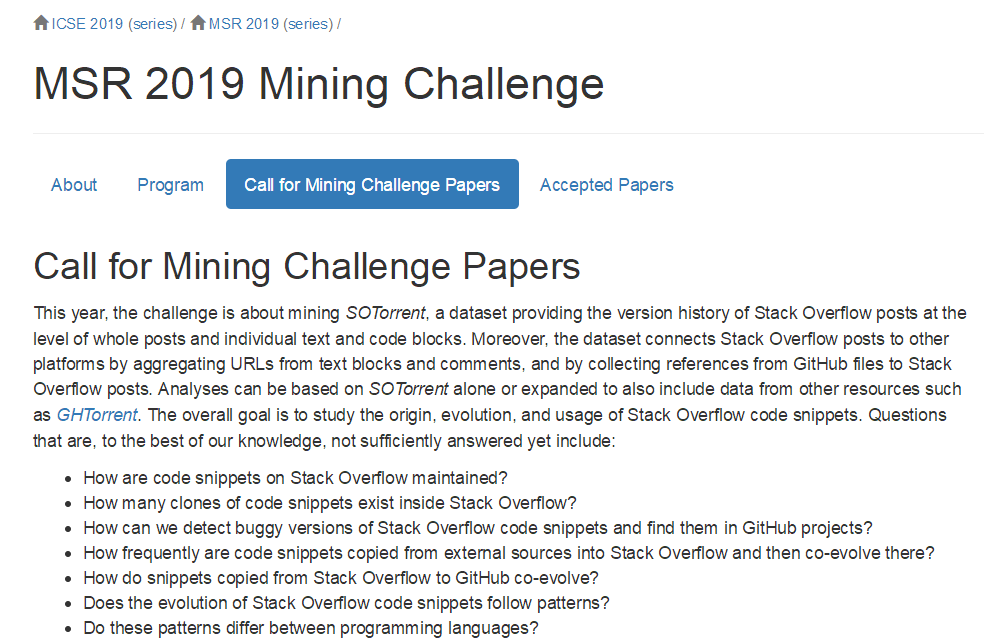 ICSE 2019 (series) / MSR 2019 (series) /
MSR 2019 Mining Challenge
About Program Call for Mining Challenge Papers Accepted Papers
Call for Mining Challenge Papers
This year, the challenge is about mining SOTorrent, a dataset providing the version history of Stack Overflow posts at the
level of whole posts and individual text and code blocks. Moreover, the dataset connects Stack Overflow posts to other
platforms by aggregating URLs from text blocks and comments, and by collecting references from GitHub files to Stack
Overflow posts. Analyses can be based on SOTorrent alone or expanded to also include data from other resources such
as GHTorrent. The overall goal is to study the origin, evolution, and usage of Stack Overflow code snippets. Questions
that are, to the best of our knowledge, not sufficiently answered yet include:
• How are code snippets on Stack Overflow maintained?
• How many clones of code snippets exist inside Stack Overflow?
• How can we detect buggy versions of Stack Overflow code snippets and find them in GitHub projects?
• How frequently are code snippets copied from external sources into Stack Overflow and then co-evolve there?
• How do snippets copied from Stack Overflow to GitHub co-evolve?
• Does the evolution of Stack Overflow code snippets follow patterns?
• Do these patterns differ between programming languages?